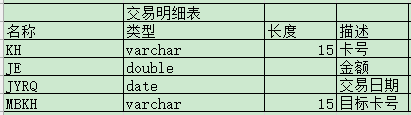 交易明细表
名称 类型 长度 描述
KH varchar 15 卡号
JE double 金额
JYRQ date 交易日期
MBKH varchar 15 目标卡号